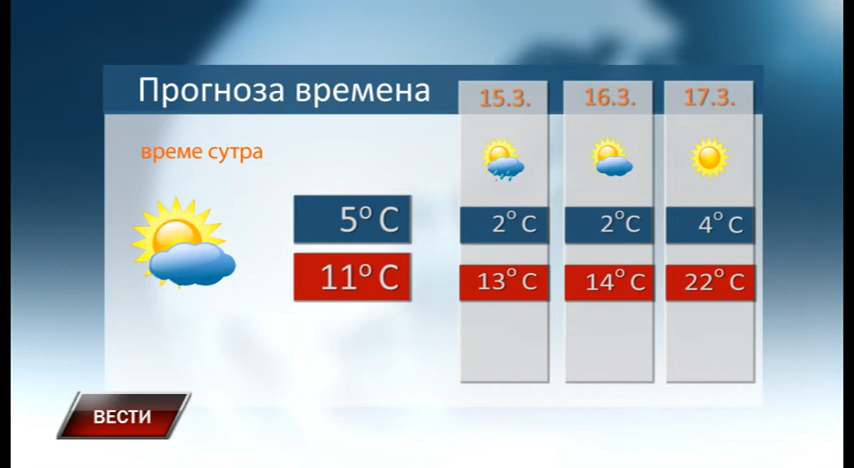 Прогноза времена
време сутра
5° C
11° C
15.3.
16.3.
17.3.
2° C
2°C
4° C
13° C
14° C
22° C
ВЕСТИ